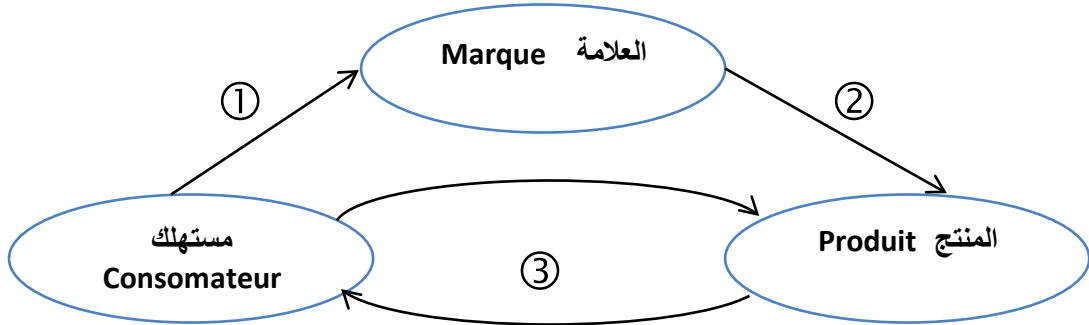 Marque العلامة
①
②
مستهلك
Consomateur
③
Produit المنتج